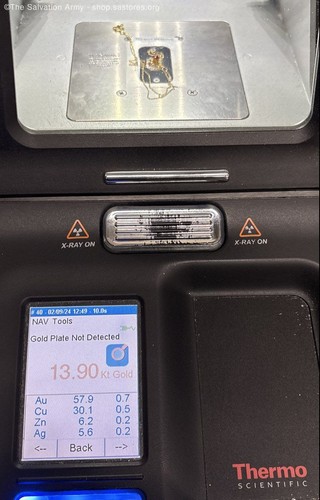 ©The Salvation Army - shop.sastores.org
X-RAY ON
X-RAY ON
# 40 - 02/09/24 12:49 - 10.0s
NAV Tools
Gold Plate Not Detected
13.90 Kt Gold
Au 57.9 0.7
Cu 30.1 0.5
Zn 6.2 0.2
Ag 5.6 0.2
<-- Back -->
Thermo
SCIENTIFIC